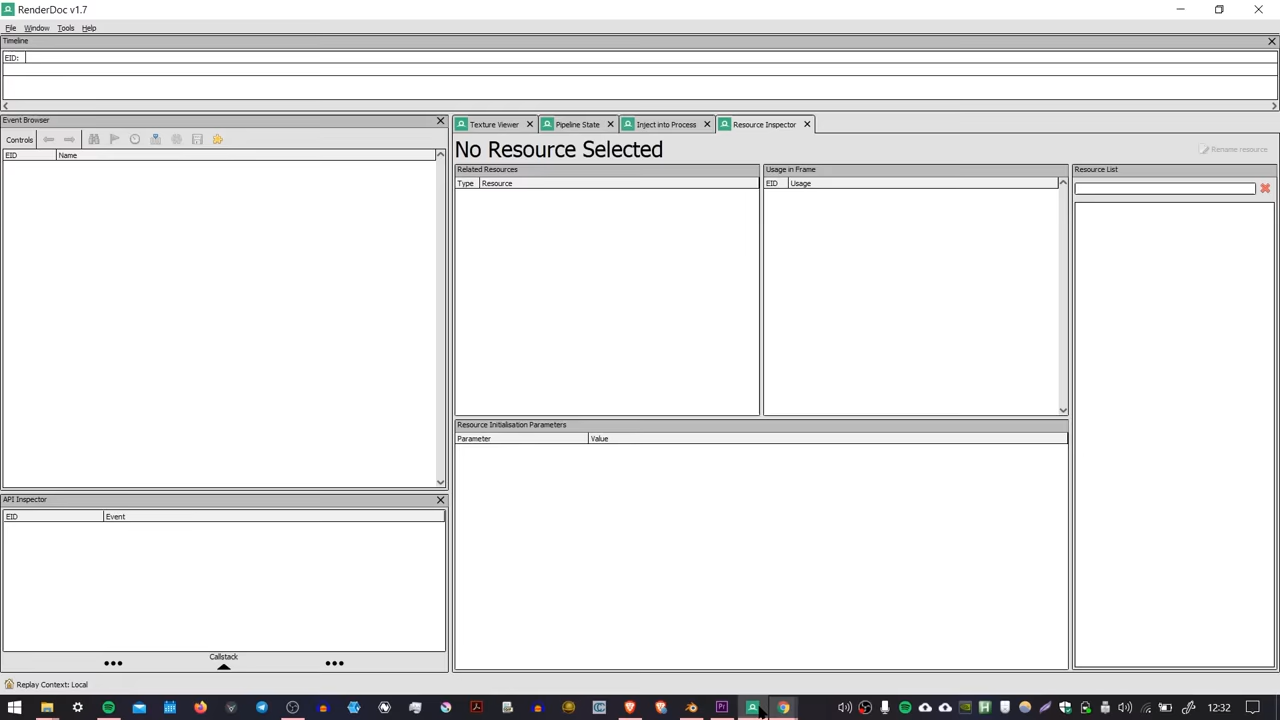 RenderDoc v1.7
File Window Tools Help
Timeline
EID:
Event Browser
Controls
EID Name
Texture Viewer Pipeline State Inject into Process Resource Inspector
No Resource Selected
Rename resource
Related Resources
Type Resource
Usage in Frame
EID Usage
Resource List
Resource Initialisation Parameters
Parameter Value
API Inspector
EID Event
Callstack
Replay Context: Local
Pr
12:32